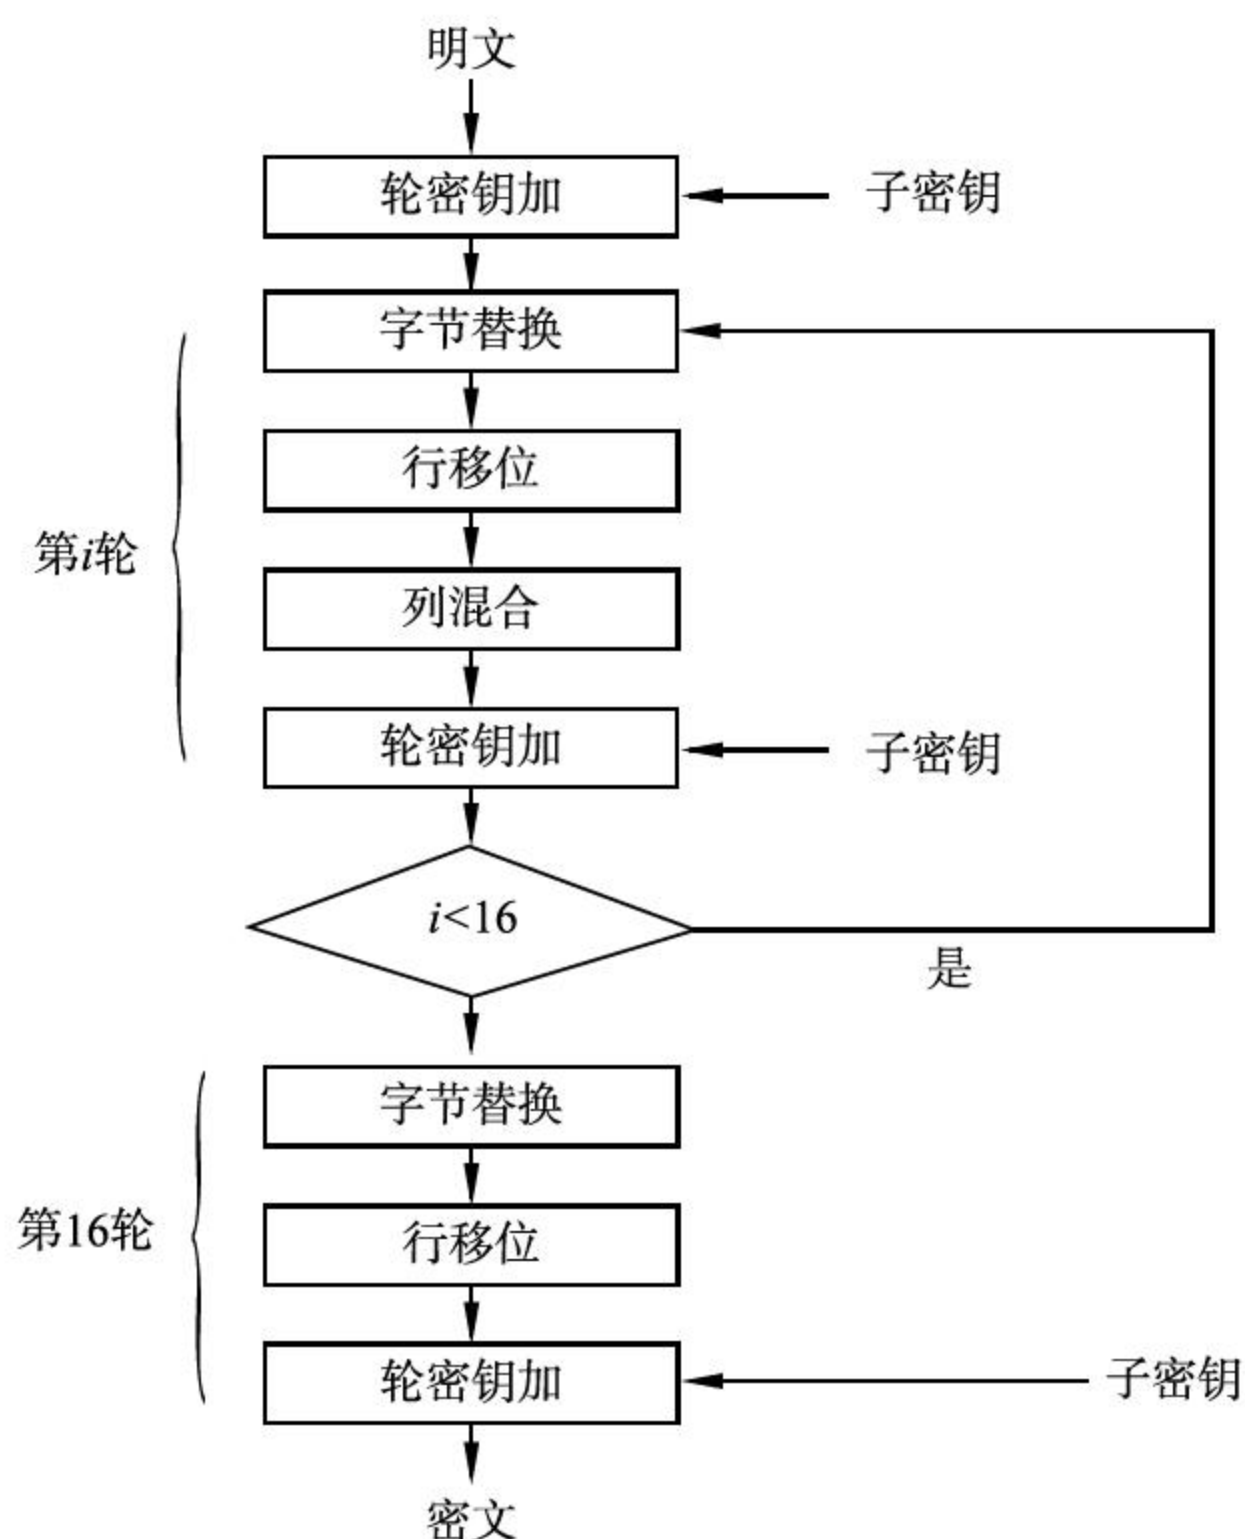 明文
轮密钥加
子密钥
字节替换
行移位
第i轮
列混合
轮密钥加
子密钥
i<16
是
字节替换
行移位
第16轮
轮密钥加
子密钥
密文